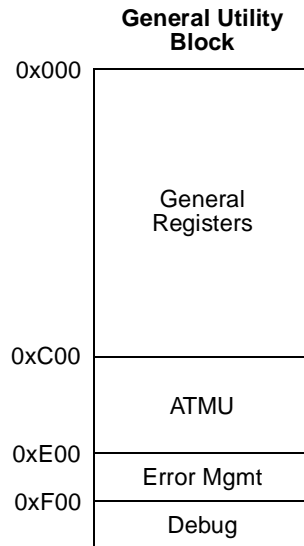 General Utility
Block
0x000
General
Registers
0xC00
ATMU
0xE00
Error Mgmt
0xF00
Debug